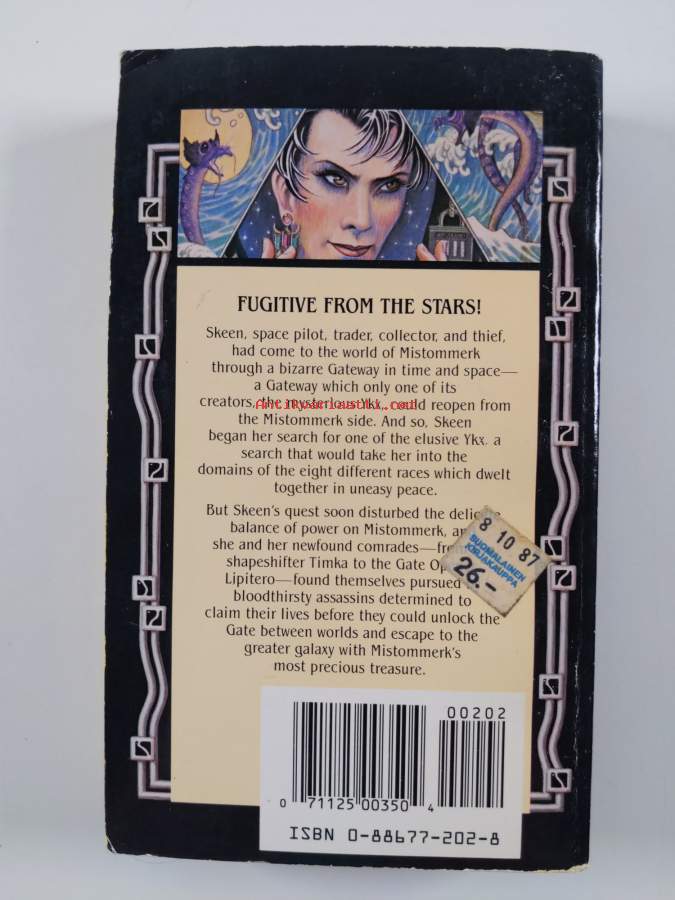 FUGITIVE FROM THE STARS!
Skeen, space pilot, trader, collector, and thief,
had come to the world of Mistommerk
through a bizarre Gateway in time and space—
a Gateway which only one of its
creators, the mysterious Ykx, could reopen from
the Mistommerk side. And so, Skeen
began her search for one of the elusive Ykx, a
search that would take her into the
domains of the eight different races which dwelt
together in uneasy peace.
But Skeen's quest soon disturbed the
balance of power on Mistommerk,
she and her newfound comrades—
shapeshifter Timka to the Gate
Lipitero—found themselves pursued
bloodthirsty assassins determined to
claim their lives before they could unlock the
Gate between worlds and escape to the
greater galaxy with Mistommerk's
most precious treasure.
8 10 87
SUOMALAINEN
KIRJAKAUPPA
26.-
00202
0 71125 00350 4
ISBN 0-88677-202-8